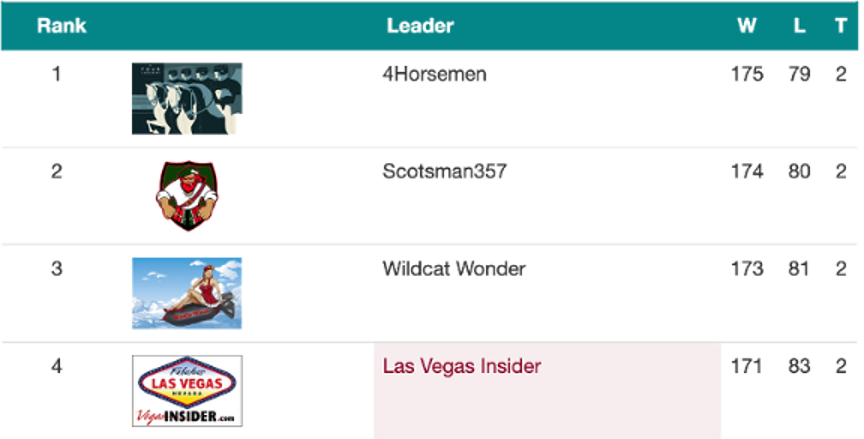 Rank Leader W L T
1 4Horsemen 175 79 2
2 Scotsman357 174 80 2
3 Wildcat Wonder 173 81 2
4 Las Vegas Insider 171 83 2
Fabulous
LAS VEGAS
NEVADA
VegasINSIDER.com